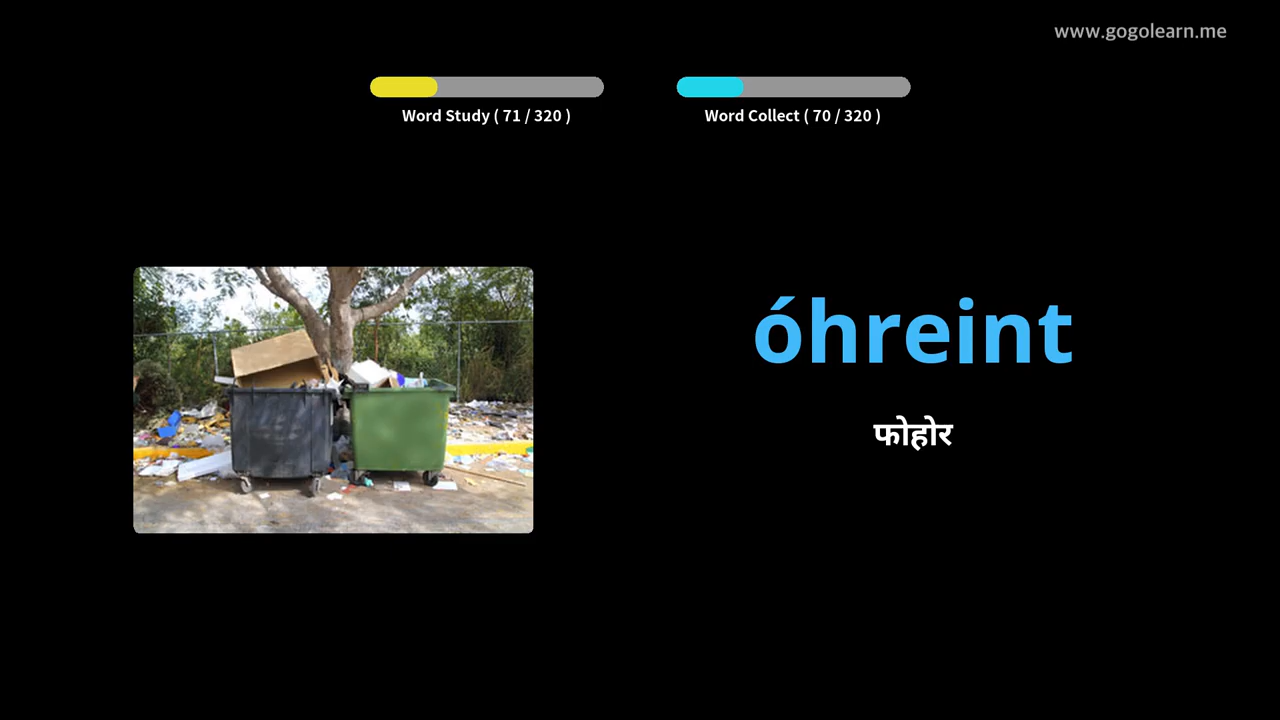 www.gogolearn.me
Word Study ( 71 / 320 )
Word Collect ( 70 / 320 )
óhreint
फोहोर